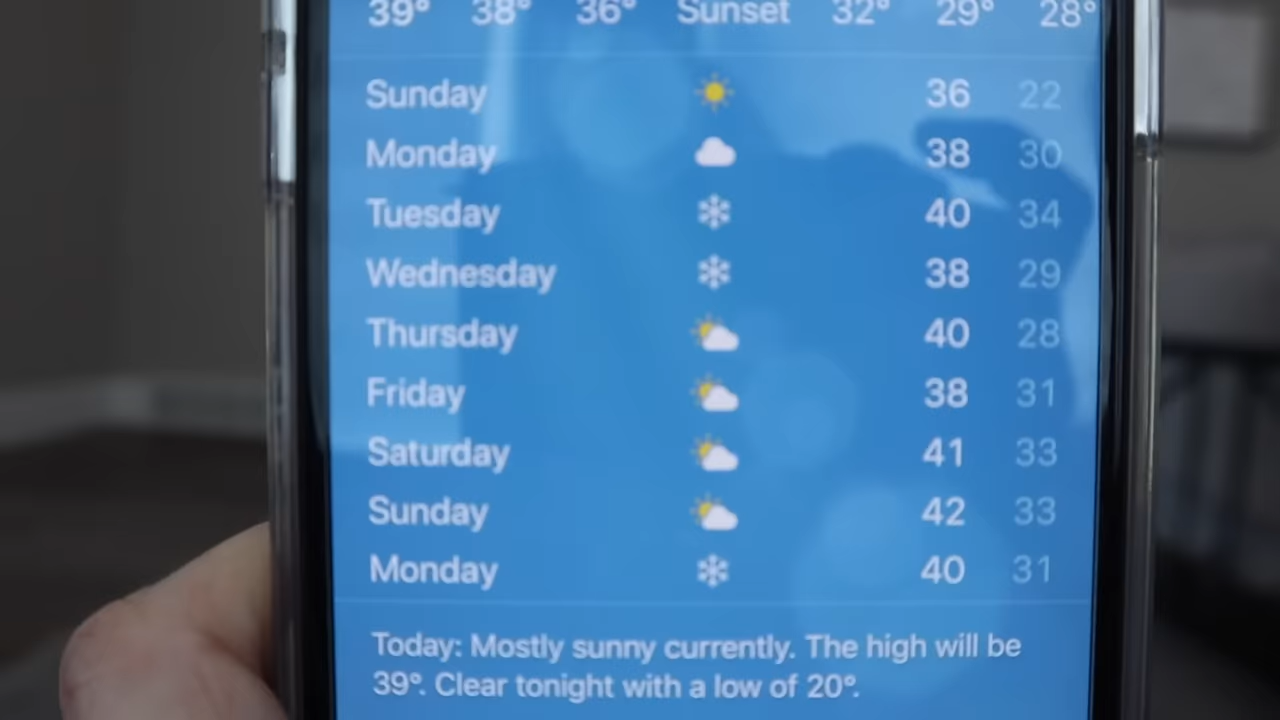 39° 38° 36° Sunset 32° 29° 28°
Sunday 36 22
Monday 38 30
Tuesday 40 34
Wednesday 38 29
Thursday 40 28
Friday 38 31
Saturday 41 33
Sunday 42 33
Monday 40 31
Today: Mostly sunny currently. The high will be
39°. Clear tonight with a low of 20°.